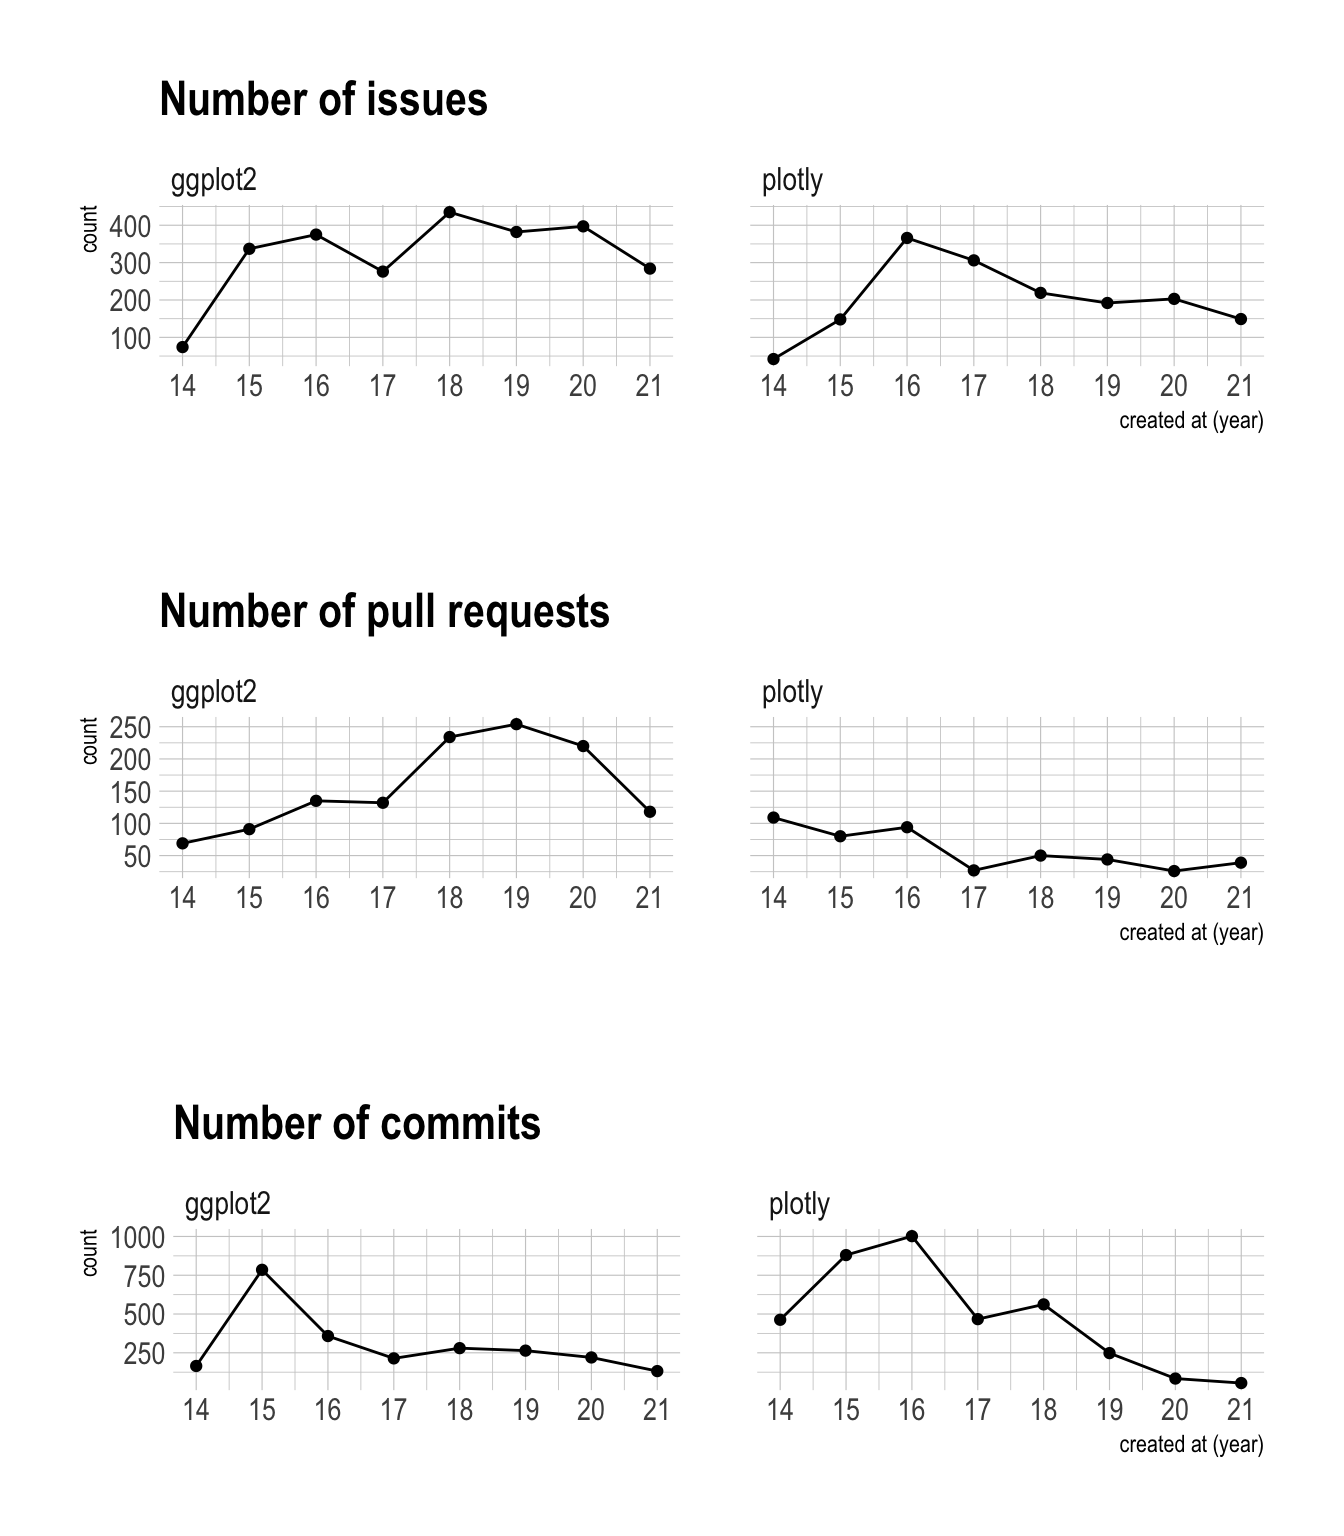 Number of issues
ggplot2 plotly
count
400
300
200
100
14 15 16 17 18 19 20 21 14 15 16 17 18 19 20 21
created at (year)
Number of pull requests
ggplot2 plotly
count
250
200
150
100
50
14 15 16 17 18 19 20 21 14 15 16 17 18 19 20 21
created at (year)
Number of commits
ggplot2 plotly
count
1000
750
500
250
14 15 16 17 18 19 20 21 14 15 16 17 18 19 20 21
created at (year)